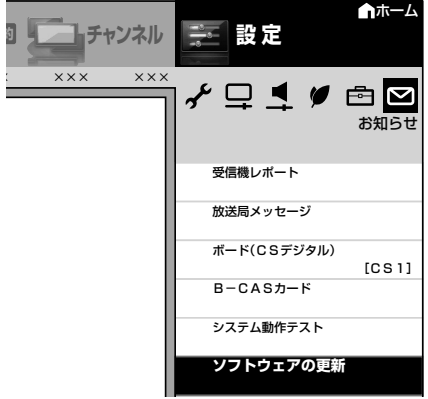 ホーム
チャンネル
設定
××× ×××
お知らせ
受信機レポート
放送局メッセージ
ボード(CSデジタル)
[CS1]
B-CASカード
システム動作テスト
ソフトウェアの更新